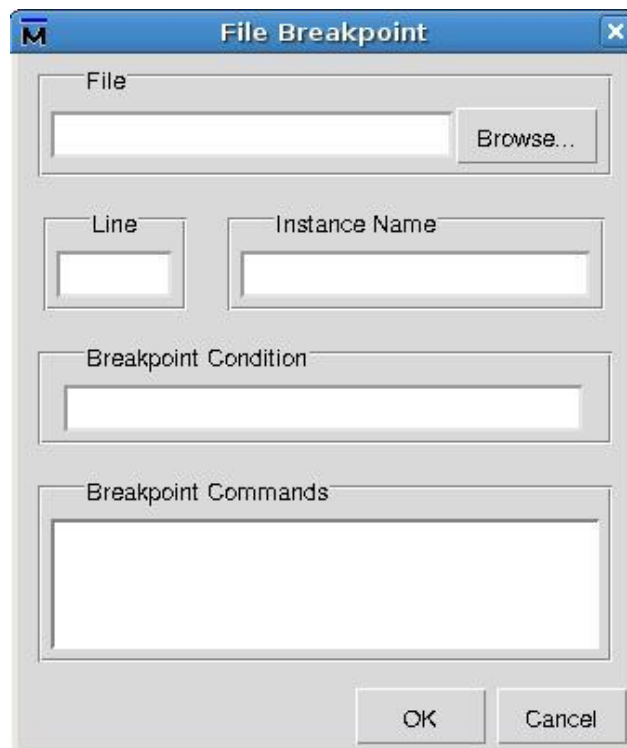 M File Breakpoint
File
Browse...
Line Instance Name
Breakpoint Condition
Breakpoint Commands
OK Cancel